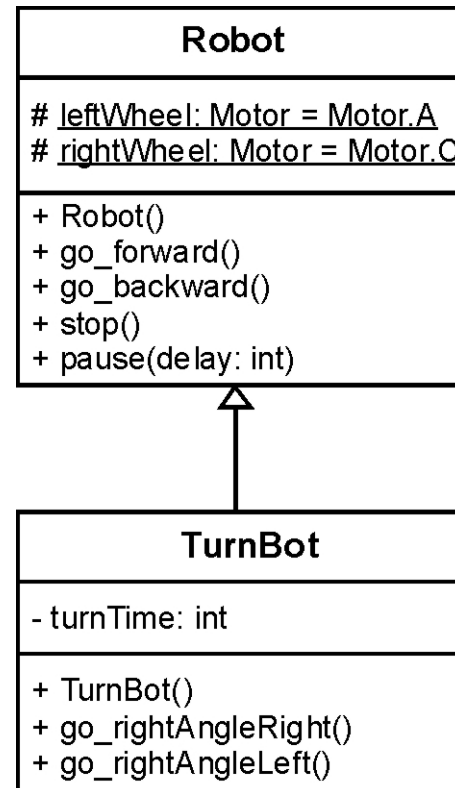 Robot
# leftWheel: Motor = Motor.A
# rightWheel: Motor = Motor.C
+ Robot()
+ go_forward()
+ go_backward()
+ stop()
+ pause(delay: int)
TurnBot
- turnTime: int
+ TurnBot()
+ go_rightAngleRight()
+ go_rightAngleLeft()